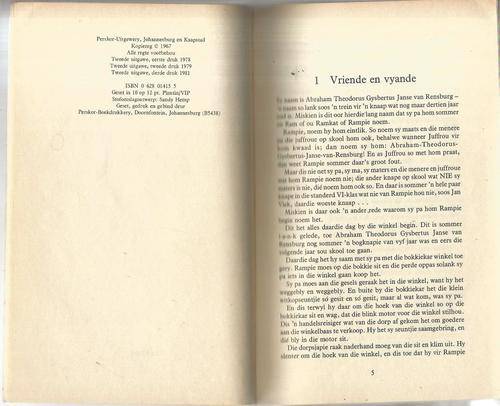 Perskor-Uitgewery, Johannesburg en Kaapstad
Kopiereg © 1967
Alle regte voorbehou
Tweede uitgawe, eerste druk 1978
Tweede uitgawe, tweede druk 1979
Tweede uitgawe, derde druk 1981
ISBN 0 628 01415 5
Geset in 10 op 12 pt. Plantin/VIP
Stofomslagontwerp: Sandy Hemp
Geset, gedruk en gebind deur
Perskor-Boekdrukkery, Doornfontein, Johannesburg (B5438)
1 Vriende en vyande
Sy naam is Abraham Theodorus Gysbertus Janse van Rensburg –
'n naam so lank soos 'n trein vir 'n knaap wat nog maar dertien jaar
oud is. Miskien is dit oor hierdie lang naam dat sy pa hom sommer
Ram of ou Ramkat of Rampie noem.
Rampie, noem hy hom eintlik. So noem sy maats en die menere
en die juffroue op skool hom ook, behalwe wanneer Juffrou vir
hom kwaad is; dan noem sy hom: Abraham-Theodorus-
Gysbertus-Janse-van-Rensburg! En as Juffrou so met hom praat,
dan weet Rampie sommer daar's groot fout.
Maar die niet sy pa, sy ma, sy maters en die menere en juffroue
wat hom Rampie noem nie; die ander knape op skool wat NIE sy
maters is nie, dié noem hom ook so. En daar is sommer 'n hele paar
knape in die standerd VI-klas wat nie van Rampie hou nie, soos Jan
Vlek, daardie woeste knaap . . .
Miskien is daar ook 'n ander rede waarom sy pa hom Rampie
begin noem het.
Dit het alles daardie dag by die winkel begin. Dit is sommer
l-a-n-k gelede, toe Abraham Theodorus Gysbertus Janse van
Rensburg nog sommer 'n bogknapie van vyf jaar was en eers die
volgende jaar sou skool toe gaan.
Daardie dag het hy saam met sy pa met die bokkiekar winkel toe
gery. Rampie moes op die bokkie sit en die perde oppas solank sy
pa iets in die winkel gaan koop.
Sy pa moes aan die gesels geraak het in die winkel, want hy het
weggebly en weggebly. En buite by die bokkiekar het die klein
winkopseuntjie só gesit en só gesit, maar al wat kom, was sy pa.
En dis terwyl hy daar om die hoek van die winkel so op die
bokkiekar sit en wag, dat die blink motor voor die winkel stilhou.
Dis 'n handelsreisiger wat van die dorp af gekom het om goedere
aan die winkelbaas te verkoop. Hy het sy seuntjie saamgebring, en
dié bly in die motor sit.
Die dorpsjapie raak naderhand moeg van die sit en klim uit. Hy
slenter om die hoek van die winkel, en dis toe dat hy vir Rampie
5